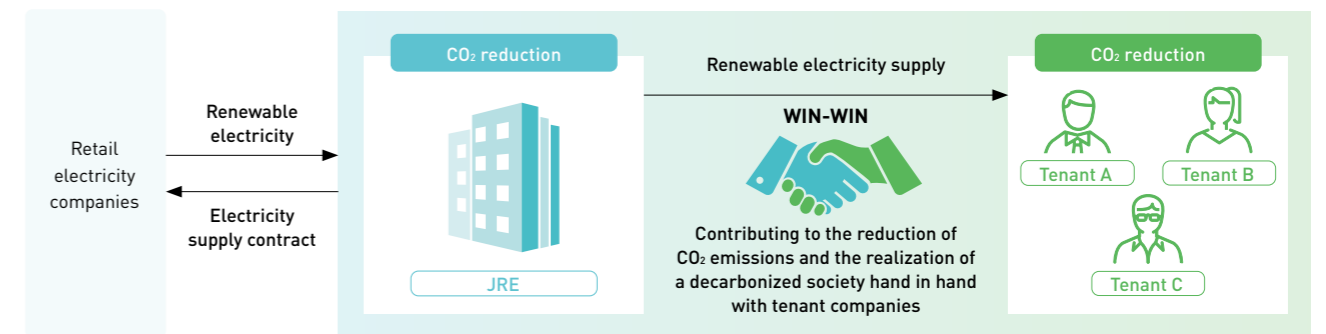 Retail
electricity
companies
Renewable
electricity
Electricity
supply contract
CO₂ reduction
JRE
Renewable electricity supply
WIN-WIN
Contributing to the reduction of
CO₂ emissions and the realization of
a decarbonized society hand in hand
with tenant companies
CO₂ reduction
Tenant A
Tenant B
Tenant C